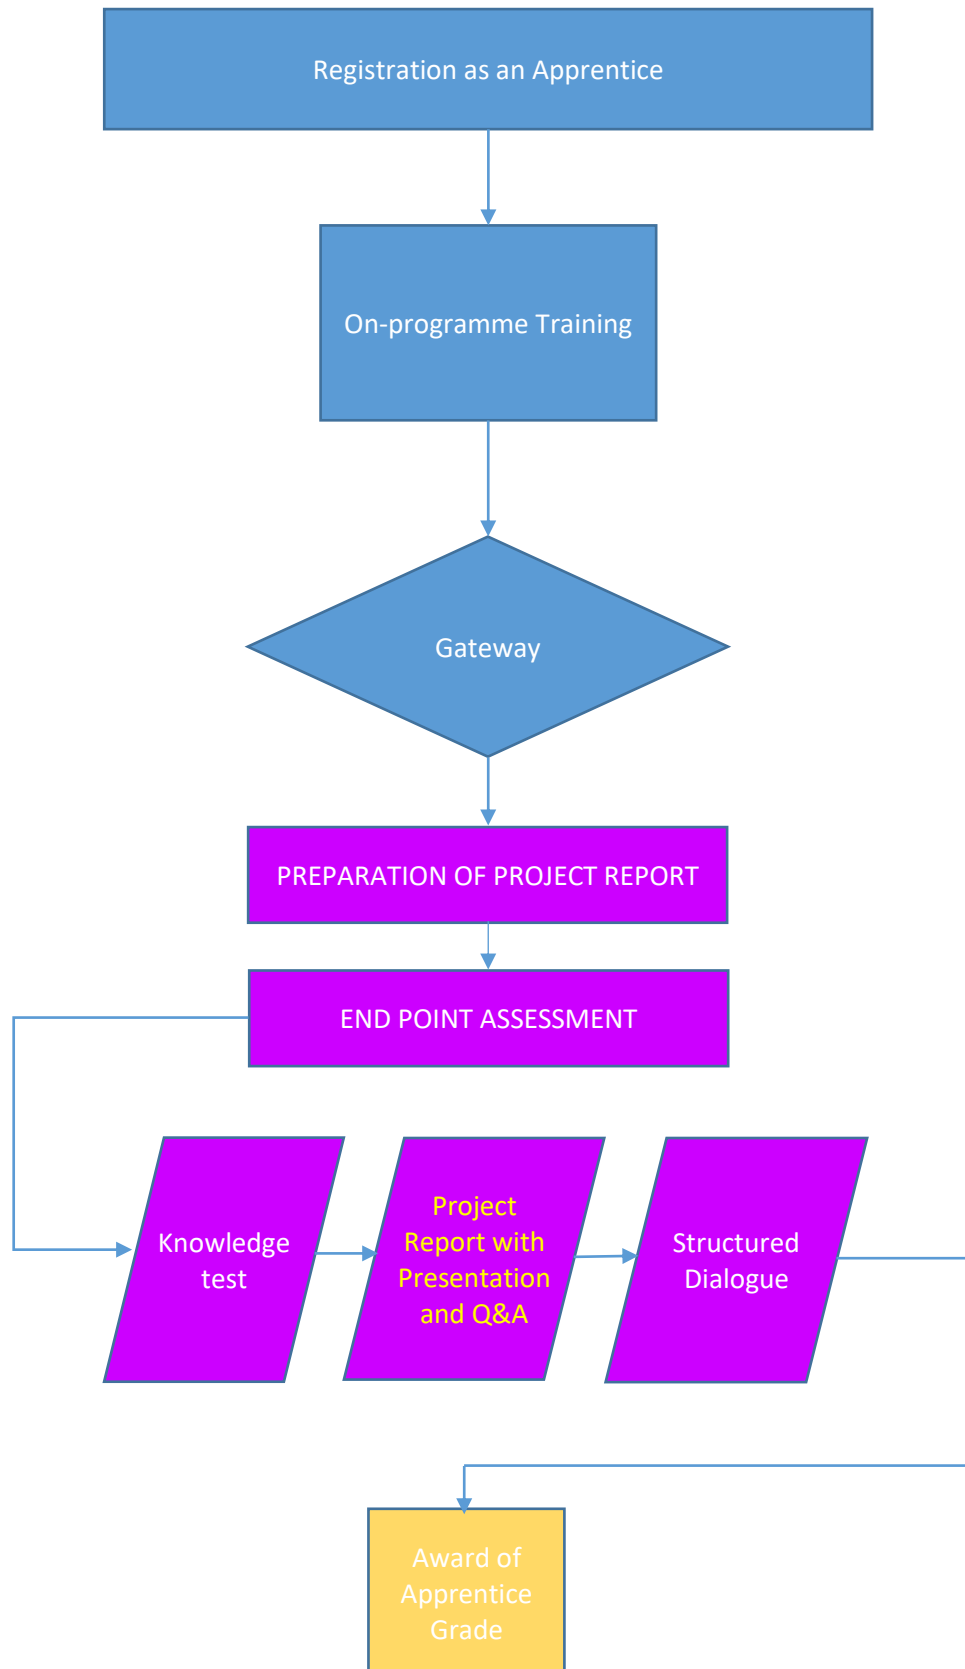 Registration as an Apprentice
On-programme Training
Gateway
PREPARATION OF PROJECT REPORT
END POINT ASSESSMENT
Knowledge
test
Project
Report with
Presentation
and Q&A
Structured
Dialogue
Award of
Apprentice
Grade